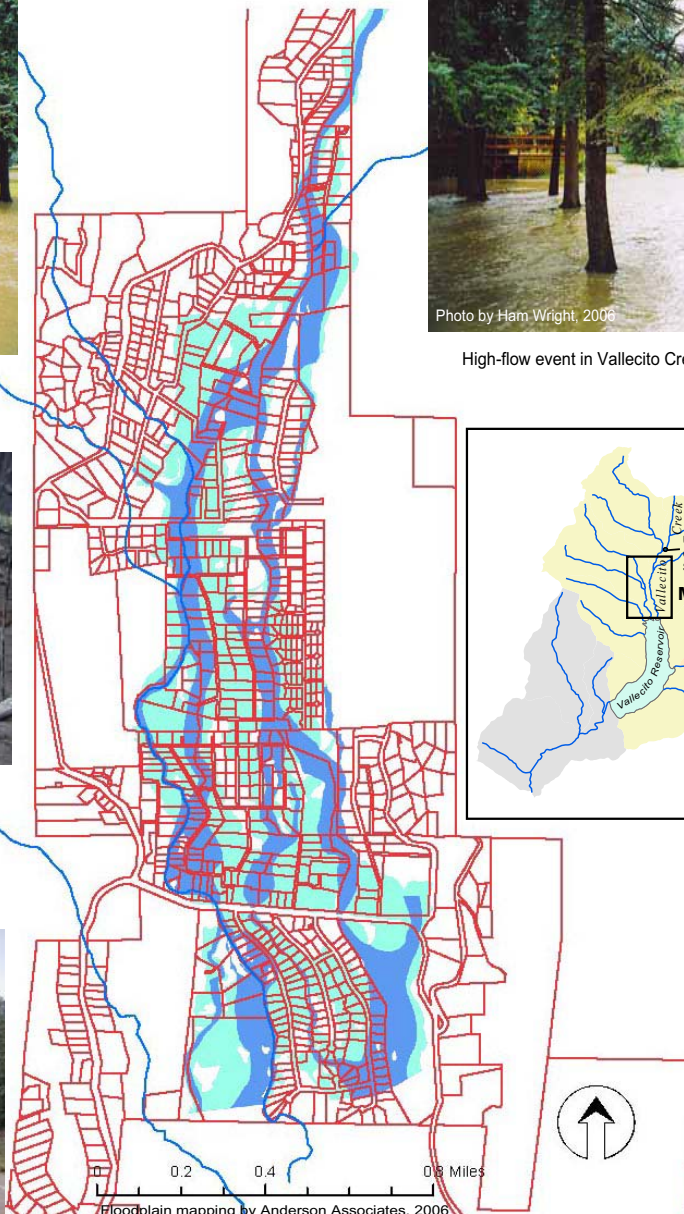 Photo by Ham Wright, 2006
High-flow event in Vallecito Cre
Vallecito
Creek
M
Vallecito Reservoir
0 0.2 0.4 0.8 Miles
Floodplain mapping by Anderson Associates, 2006